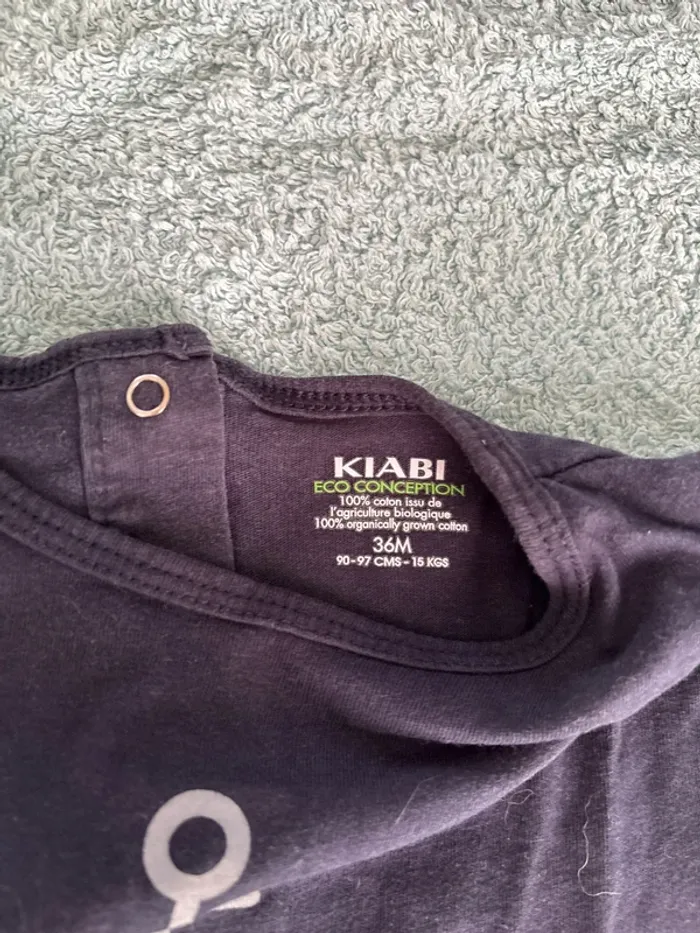 KIABI
ECO CONCEPTION
100% coton issu de
l'agriculture biologique
100% organically grown cotton
36M
90-97 CMS - 15 KGS